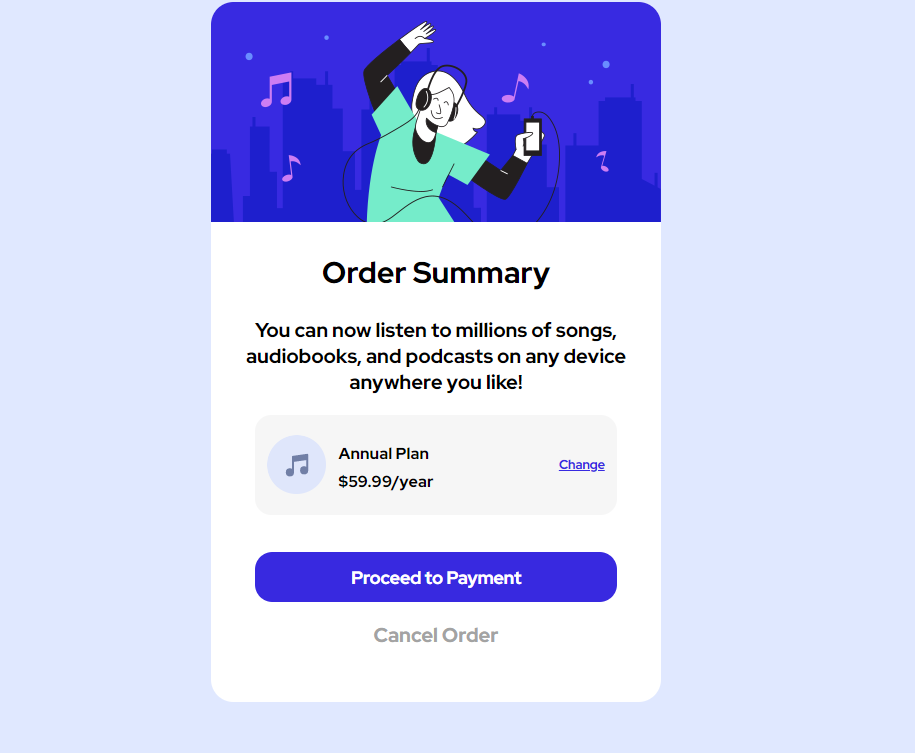 Order Summary
You can now listen to millions of songs,
audiobooks, and podcasts on any device
anywhere you like!
Annual Plan
$59.99/year
Change
Proceed to Payment
Cancel Order